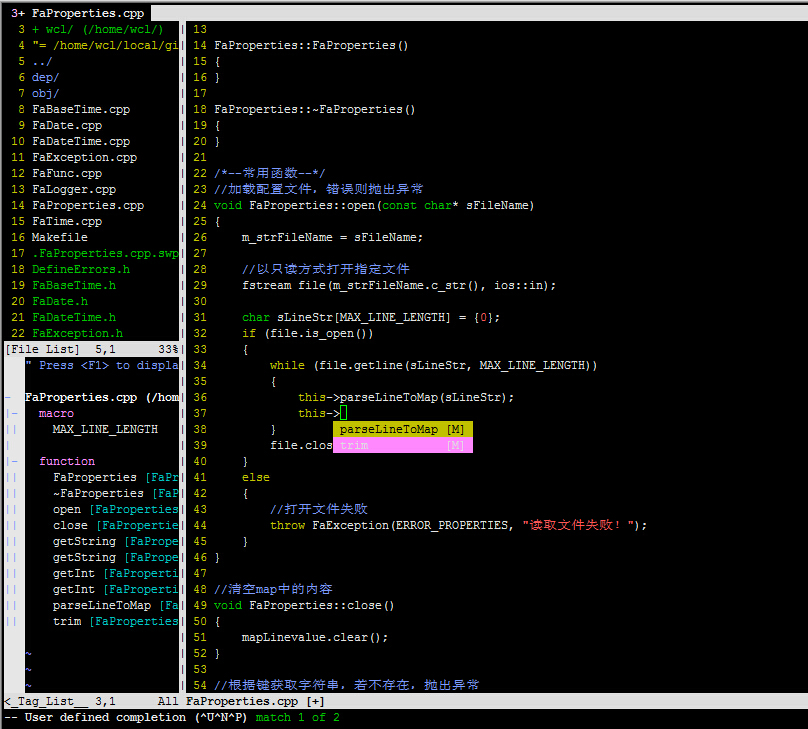 3+ FaProperties.cpp
3 + wcl/ (/home/wcl/)
4 "= /home/wcl/local/gi
5 ../
6 dep/
7 obj/
8 FaBaseTime.cpp
9 FaDate.cpp
10 FaDateTime.cpp
11 FaException.cpp
12 FaFunc.cpp
13 FaLogger.cpp
14 FaProperties.cpp
15 FaTime.cpp
16 Makefile
17 .FaProperties.cpp.swp
18 DefineErrors.h
19 FaBaseTime.h
20 FaDate.h
21 FaDateTime.h
22 FaException.h
[File List] 5,1 33%
" Press <F1> to displa
- FaProperties.cpp (/hom
|- macro
|| MAX_LINE_LENGTH
|
|- function
|| FaProperties [FaPr
|| ~FaProperties [FaP
|| open [FaProperties
|| close [FaPropertie
|| getString [FaPrope
|| getString [FaPrope
|| getInt [FaProperti
|| getInt [FaProperti
|| parseLineToMap [Fa
|| trim [FaProperties
~
~
~
<_Tag_List__ 3,1 All
13
14 FaProperties::FaProperties()
15 {
16 }
17
18 FaProperties::~FaProperties()
19 {
20 }
21
22 /*--常用函数--*/
23 //加载配置文件，错误则抛出异常
24 void FaProperties::open(const char* sFileName)
25 {
26 m_strFileName = sFileName;
27
28 //以只读方式打开指定文件
29 fstream file(m_strFileName.c_str(), ios::in);
30
31 char sLineStr[MAX_LINE_LENGTH] = {0};
32 if (file.is_open())
33 {
34 while (file.getline(sLineStr, MAX_LINE_LENGTH))
35 {
36 this->parseLineToMap(sLineStr);
37 this->
38 } parseLineToMap [M]
39 file.clos trim [M]
40 }
41 else
42 {
43 //打开文件失败
44 throw FaException(ERROR_PROPERTIES, "读取文件失败！");
45 }
46 }
47
48 //清空map中的内容
49 void FaProperties::close()
50 {
51 mapLinevalue.clear();
52 }
53
54 //根据键获取字符串，若不存在，抛出异常
FaProperties.cpp [+]
-- User defined completion (^U^N^P) match 1 of 2